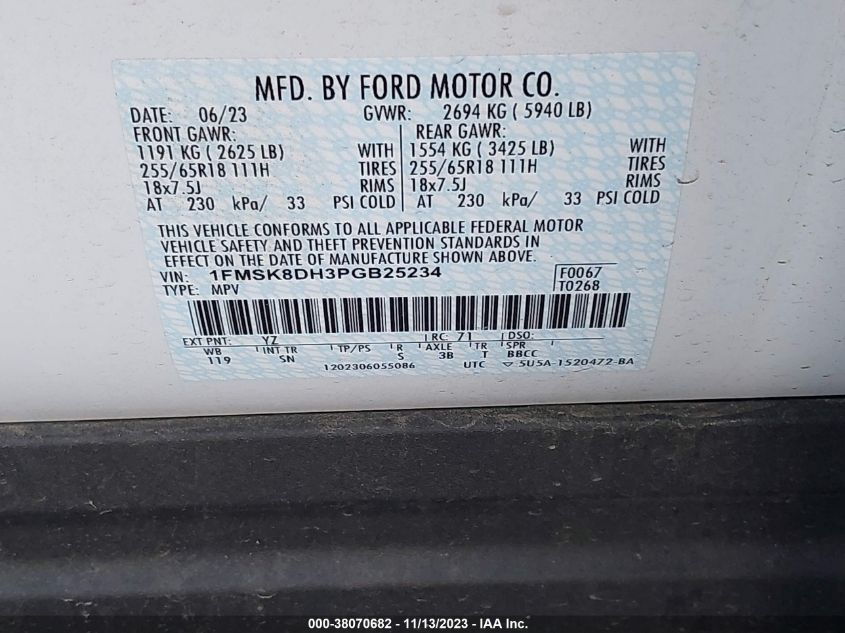 MFD. BY FORD MOTOR CO.
DATE: 06/23 GVWR: 2694 KG ( 5940 LB)
FRONT GAWR: REAR GAWR:
1191 KG ( 2625 LB) WITH 1554 KG ( 3425 LB) WITH
255/65R18 111H TIRES 255/65R18 111H TIRES
18x7.5J RIMS 18x7.5J RIMS
AT 230 kPa/ 33 PSI COLD AT 230 kPa/ 33 PSI COLD
THIS VEHICLE CONFORMS TO ALL APPLICABLE FEDERAL MOTOR
VEHICLE SAFETY AND THEFT PREVENTION STANDARDS IN
EFFECT ON THE DATE OF MANUFACTURE SHOWN ABOVE.
VIN: 1FMSK8DH3PGB25234 F0067
TYPE: MPV T0268
EXT PNT: YZ RC: 71 DSO:
WB INT TR TP/PS R AXLE TR SPR
119 SN S 3B T BBCC
1202306055086 UTC ▽ 5U5A-1520472-BA
000-38070682 - 11/13/2023 - IAA Inc.